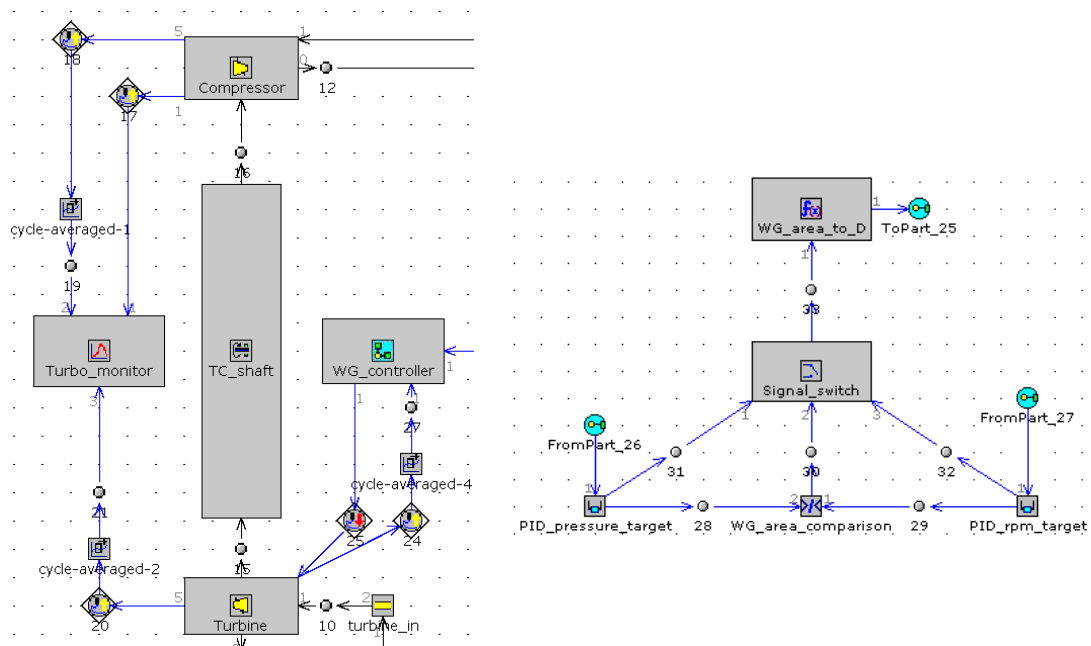 5
1
18
0
Compressor
12
17
1
16
cycle-averaged-1
19
2
1
Turbo_monitor
TC_shaft
WG_controller
1
3
1
1
27
cycle-averaged-4
21
25
24
cycle-averaged-2
15
5
1
2
20
Turbine
10
turbine_in
1
WG_area_to_D
1
ToPart_25
1
33
Signal_switch
1
2
3
FromPart_26
FromPart_27
31
30
32
1
2
1
1
PID_pressure_target
28
WG_area_comparison
29
PID_rpm_target